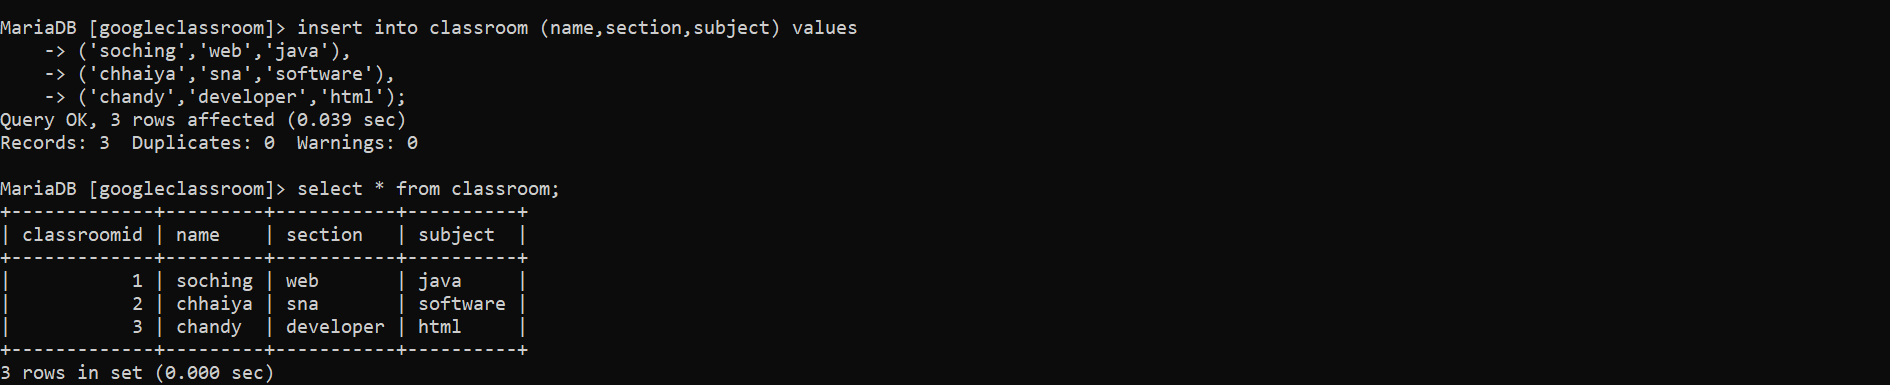 MariaDB [googleclassroom]> insert into classroom (name,section,subject) values
    -> ('soching','web','java'),
    -> ('chhaiya','sna','software'),
    -> ('chandy','developer','html');
Query OK, 3 rows affected (0.039 sec)
Records: 3  Duplicates: 0  Warnings: 0

MariaDB [googleclassroom]> select * from classroom;
+-------------+---------+-----------+----------+
| classroomid | name    | section   | subject  |
+-------------+---------+-----------+----------+
|           1 | soching | web       | java     |
|           2 | chhaiya | sna       | software |
|           3 | chandy  | developer | html     |
+-------------+---------+-----------+----------+
3 rows in set (0.000 sec)